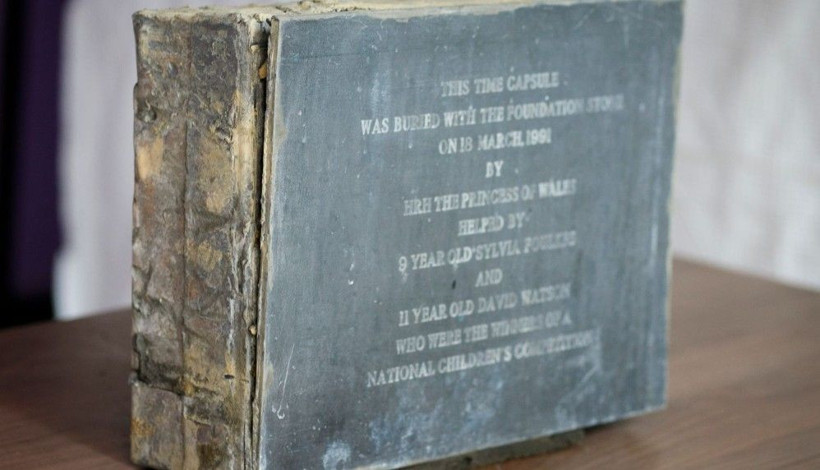 THIS TIME CAPSULE
WAS BURIED WITH THE FOUNDATION STONE
ON 18 MARCH, 1991
BY
HRH THE PRINCESS OF WALES
HELPED BY
9 YEAR OLD SYLVIA
AND
11 YEAR OLD DAVID WATSON
WHO WERE THE WINNERS OF A
NATIONAL CHILDREN'S COMPETITION